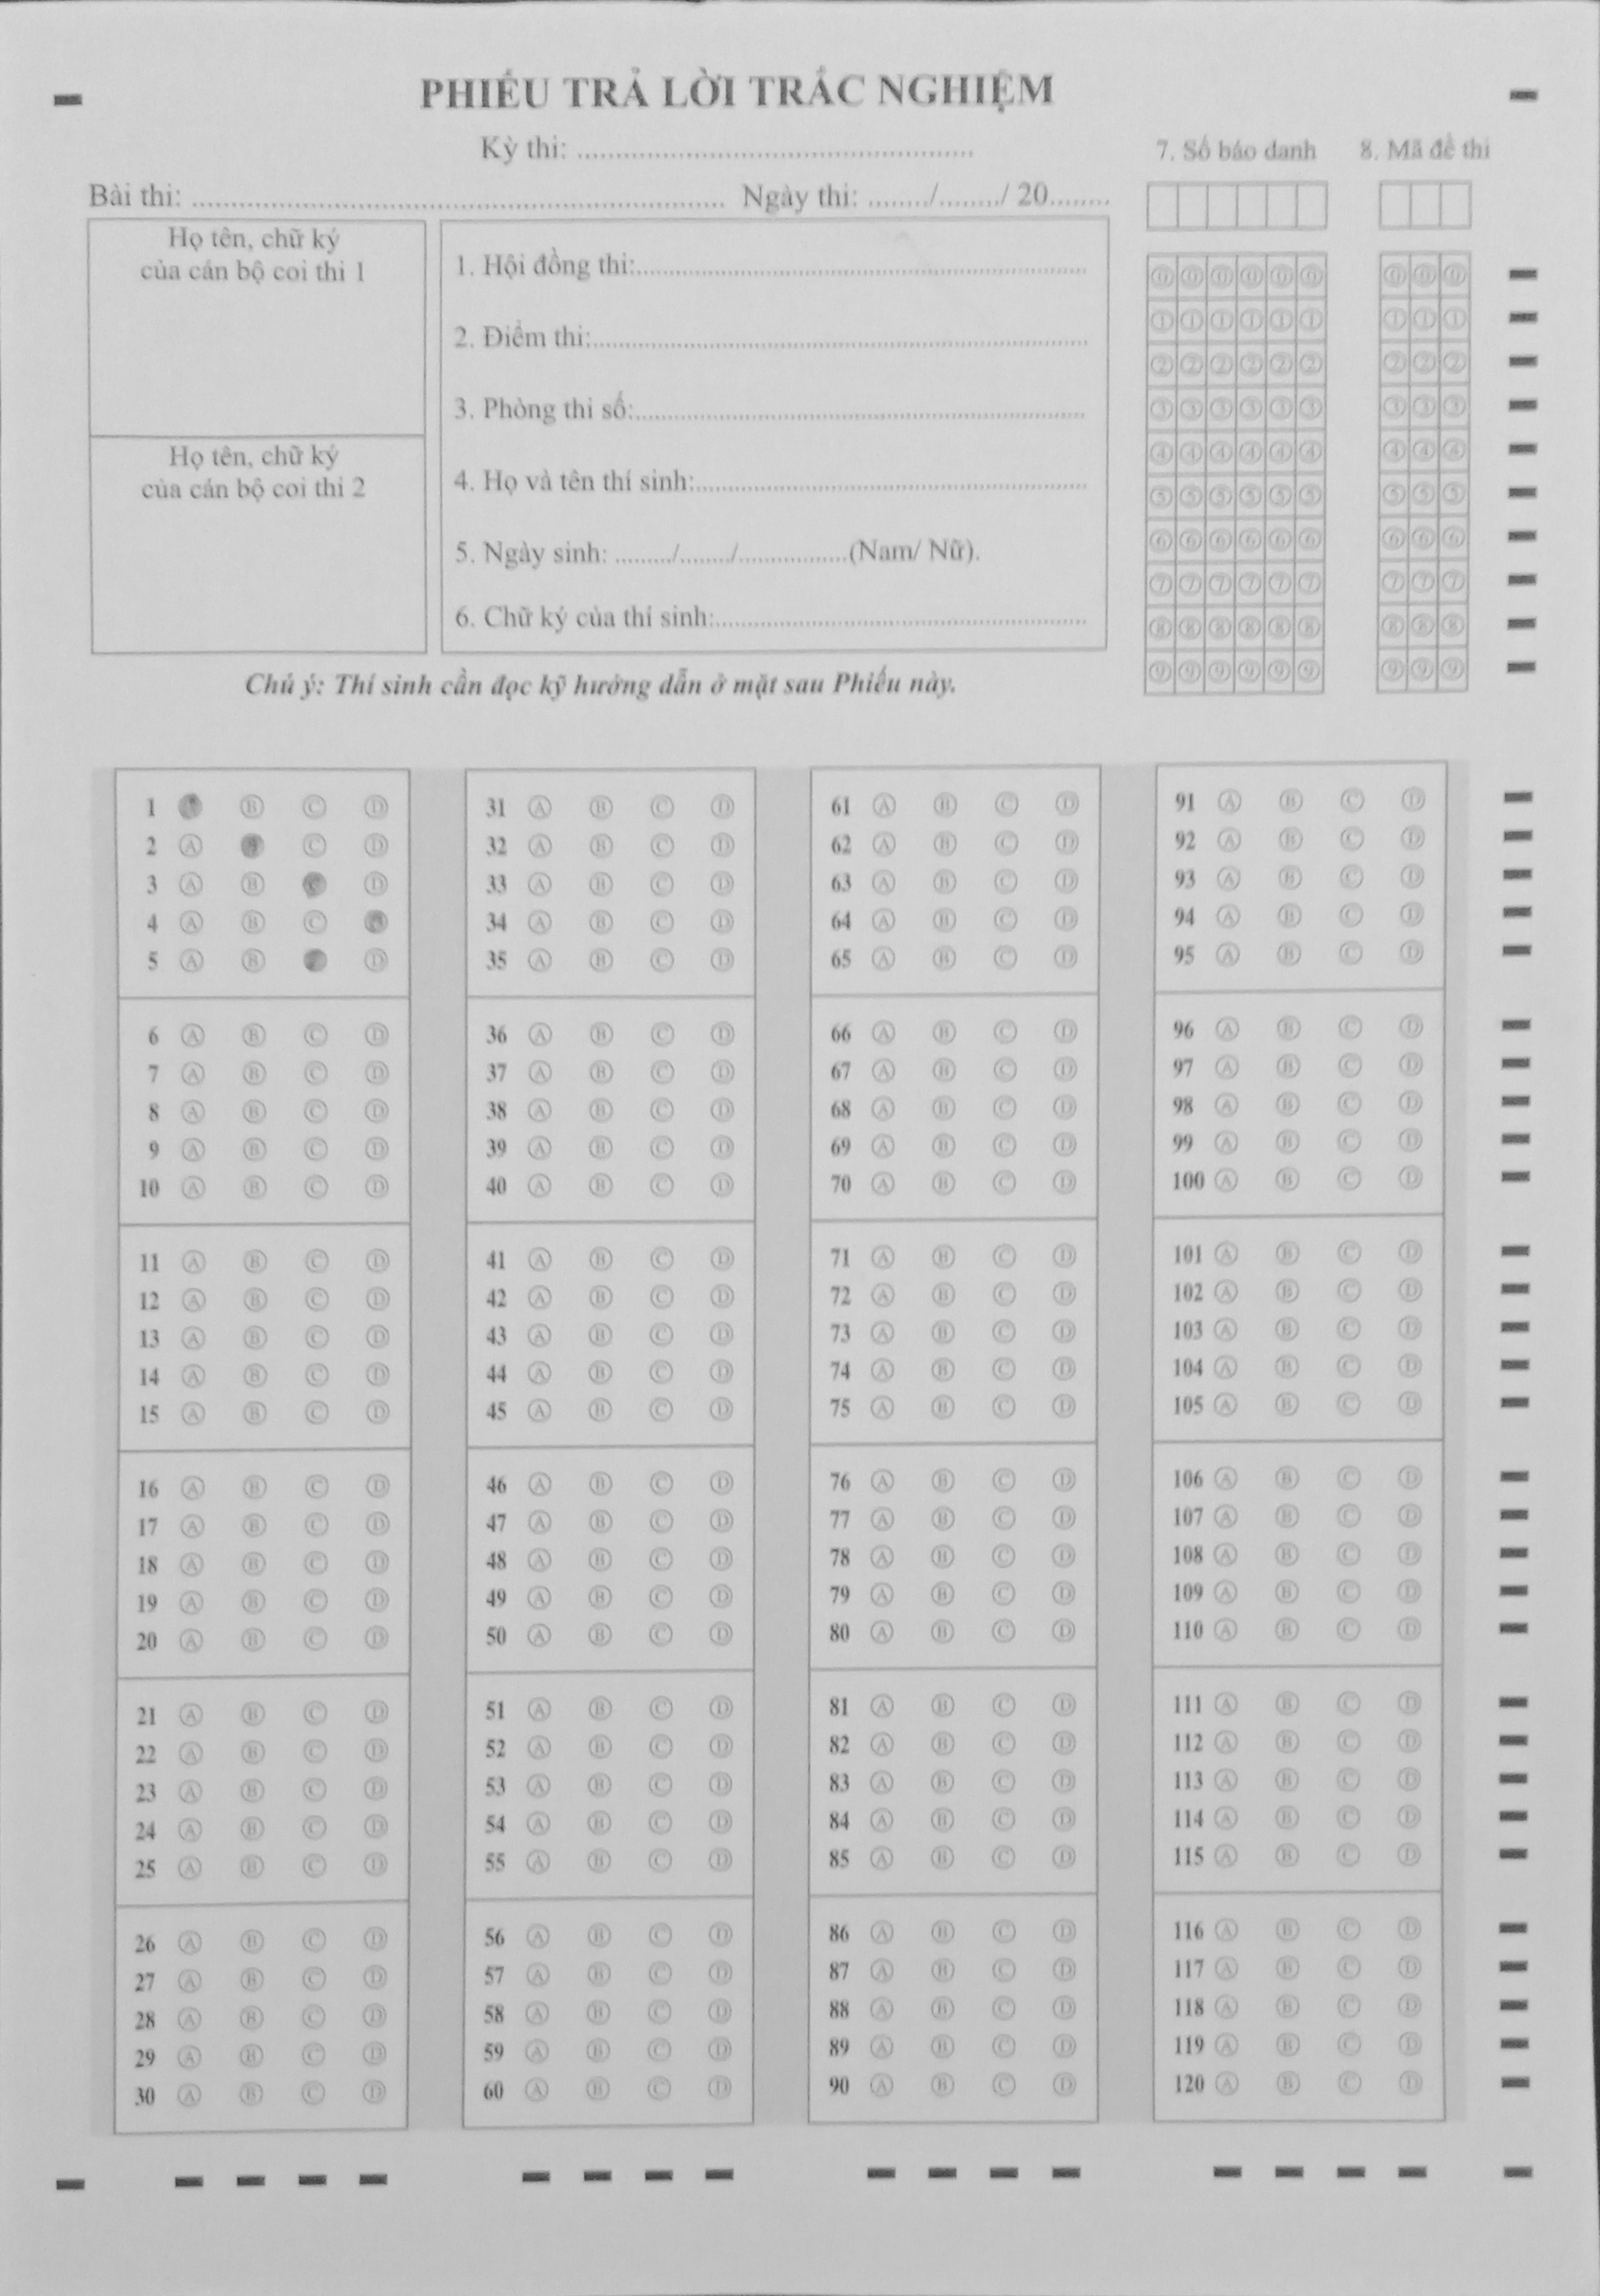 PHIẾU TRẢ LỜI TRẮC NGHIỆM
Kỳ thi: ..................................................
Bài thi: .................................................................... Ngày thi: ......../......../ 20........
7. Số báo danh 8. Mã đề thi
Họ tên, chữ ký
của cán bộ coi thi 1
Họ tên, chữ ký
của cán bộ coi thi 2
1. Hội đồng thi:..........................................................
2. Điểm thi:................................................................
3. Phòng thi số:..........................................................
4. Họ và tên thí sinh:..................................................
5. Ngày sinh: ......../......./................(Nam/ Nữ).
6. Chữ ký của thí sinh:...............................................
0 0 0 0 0 0 0 0 0
1 1 1 1 1 1 1 1 1
2 2 2 2 2 2 2 2 2
3 3 3 3 3 3 3 3 3
4 4 4 4 4 4 4 4 4
5 5 5 5 5 5 5 5 5
6 6 6 6 6 6 6 6 6
7 7 7 7 7 7 7 7 7
8 8 8 8 8 8 8 8 8
9 9 9 9 9 9 9 9 9
Chú ý: Thí sinh cần đọc kỹ hướng dẫn ở mặt sau Phiếu này.
1 B C D
2 A B C D
3 A B C D
4 A B C
5 A B D
6 A B C D
7 A B C D
8 A B C D
9 A B C D
10 A B C D
11 A B C D
12 A B C D
13 A B C D
14 A B C D
15 A B C D
16 A B C D
17 A B C D
18 A B C D
19 A B C D
20 A B C D
21 A B C D
22 A B C D
23 A B C D
24 A B C D
25 A B C D
26 A B C D
27 A B C D
28 A B C D
29 A B C D
30 A B C D
31 A B C D
32 A B C D
33 A B C D
34 A B C D
35 A B C D
36 A B C D
37 A B C D
38 A B C D
39 A B C D
40 A B C D
41 A B C D
42 A B C D
43 A B C D
44 A B C D
45 A B C D
46 A B C D
47 A B C D
48 A B C D
49 A B C D
50 A B C D
51 A B C D
52 A B C D
53 A B C D
54 A B C D
55 A B C D
56 A B C D
57 A B C D
58 A B C D
59 A B C D
60 A B C D
61 A B C D
62 A B C D
63 A B C D
64 A B C D
65 A B C D
66 A B C D
67 A B C D
68 A B C D
69 A B C D
70 A B C D
71 A B C D
72 A B C D
73 A B C D
74 A B C D
75 A B C D
76 A B C D
77 A B C D
78 A B C D
79 A B C D
80 A B C D
81 A B C D
82 A B C D
83 A B C D
84 A B C D
85 A B C D
86 A B C D
87 A B C D
88 A B C D
89 A B C D
90 A B C D
91 A B C D
92 A B C D
93 A B C D
94 A B C D
95 A B C D
96 A B C D
97 A B C D
98 A B C D
99 A B C D
100 A B C D
101 A B C D
102 A B C D
103 A B C D
104 A B C D
105 A B C D
106 A B C D
107 A B C D
108 A B C D
109 A B C D
110 A B C D
111 A B C D
112 A B C D
113 A B C D
114 A B C D
115 A B C D
116 A B C D
117 A B C D
118 A B C D
119 A B C D
120 A B C D